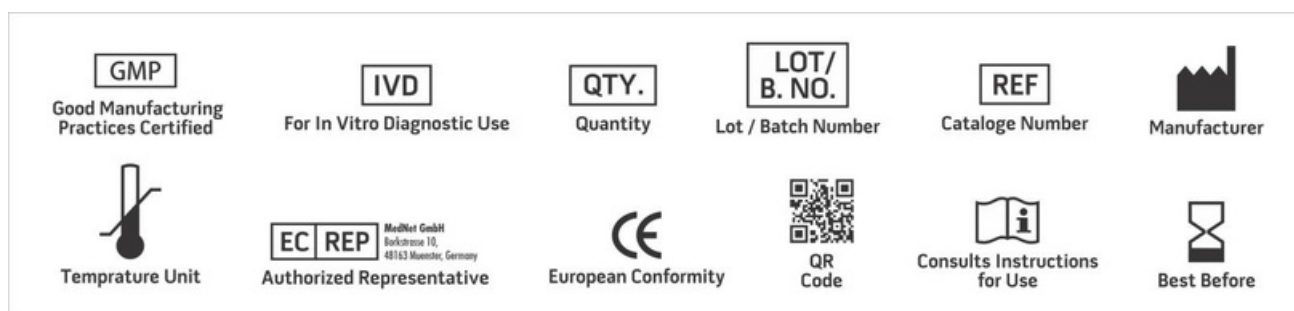 GMP
Good Manufacturing
Practices Certified
IVD
For In Vitro Diagnostic Use
QTY.
Quantity
LOT/
B. NO.
Lot / Batch Number
REF
Cataloge Number
Manufacturer
Temprature Unit
EC REP
MedNet GmbH
Borkstrasse 10,
48163 Muenster, Germany
Authorized Representative
CE
European Conformity
QR
Code
i
Consults Instructions
for Use
Best Before